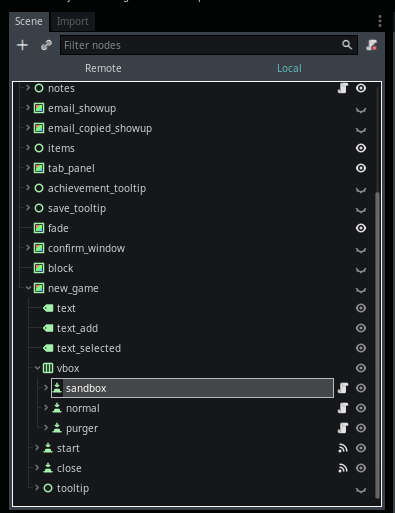 Scene Import
Filter nodes
Remote Local
notes
email_showup
email_copied_showup
items
tab_panel
achievement_tooltip
save_tooltip
fade
confirm_window
block
new_game
text
text_add
text_selected
vbox
sandbox
normal
purger
start
close
tooltip